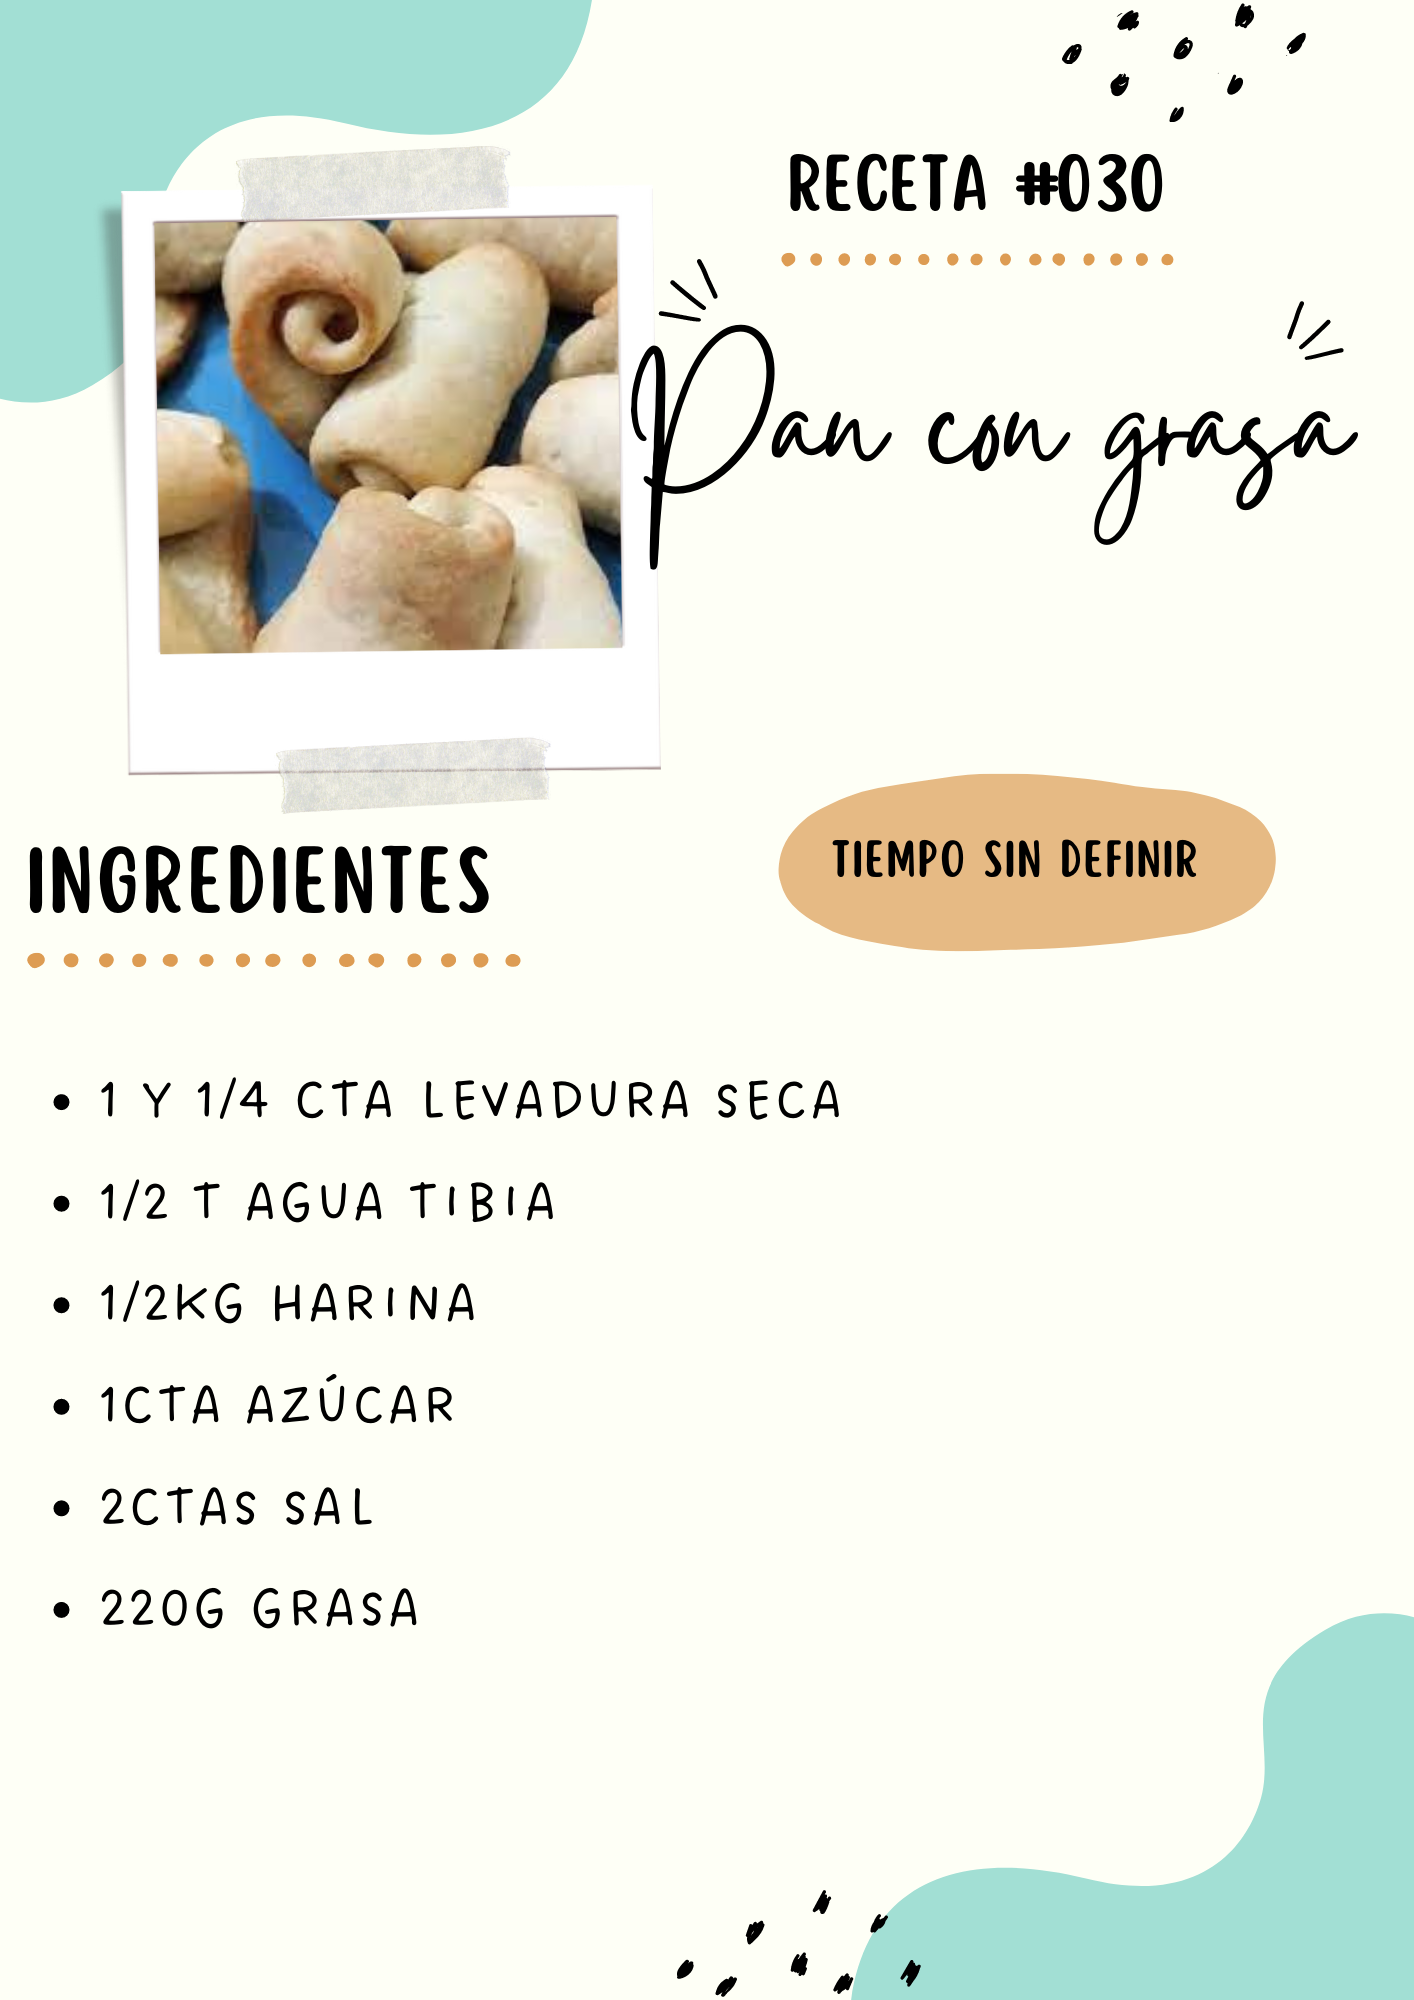 RECETA #030
Pan con grasa
TIEMPO SIN DEFINIR
INGREDIENTES
• 1 Y 1/4 CTA LEVADURA SECA
• 1/2 T AGUA TIBIA
• 1/2KG HARINA
• 1CTA AZÚCAR
• 2CTAS SAL
• 220G GRASA